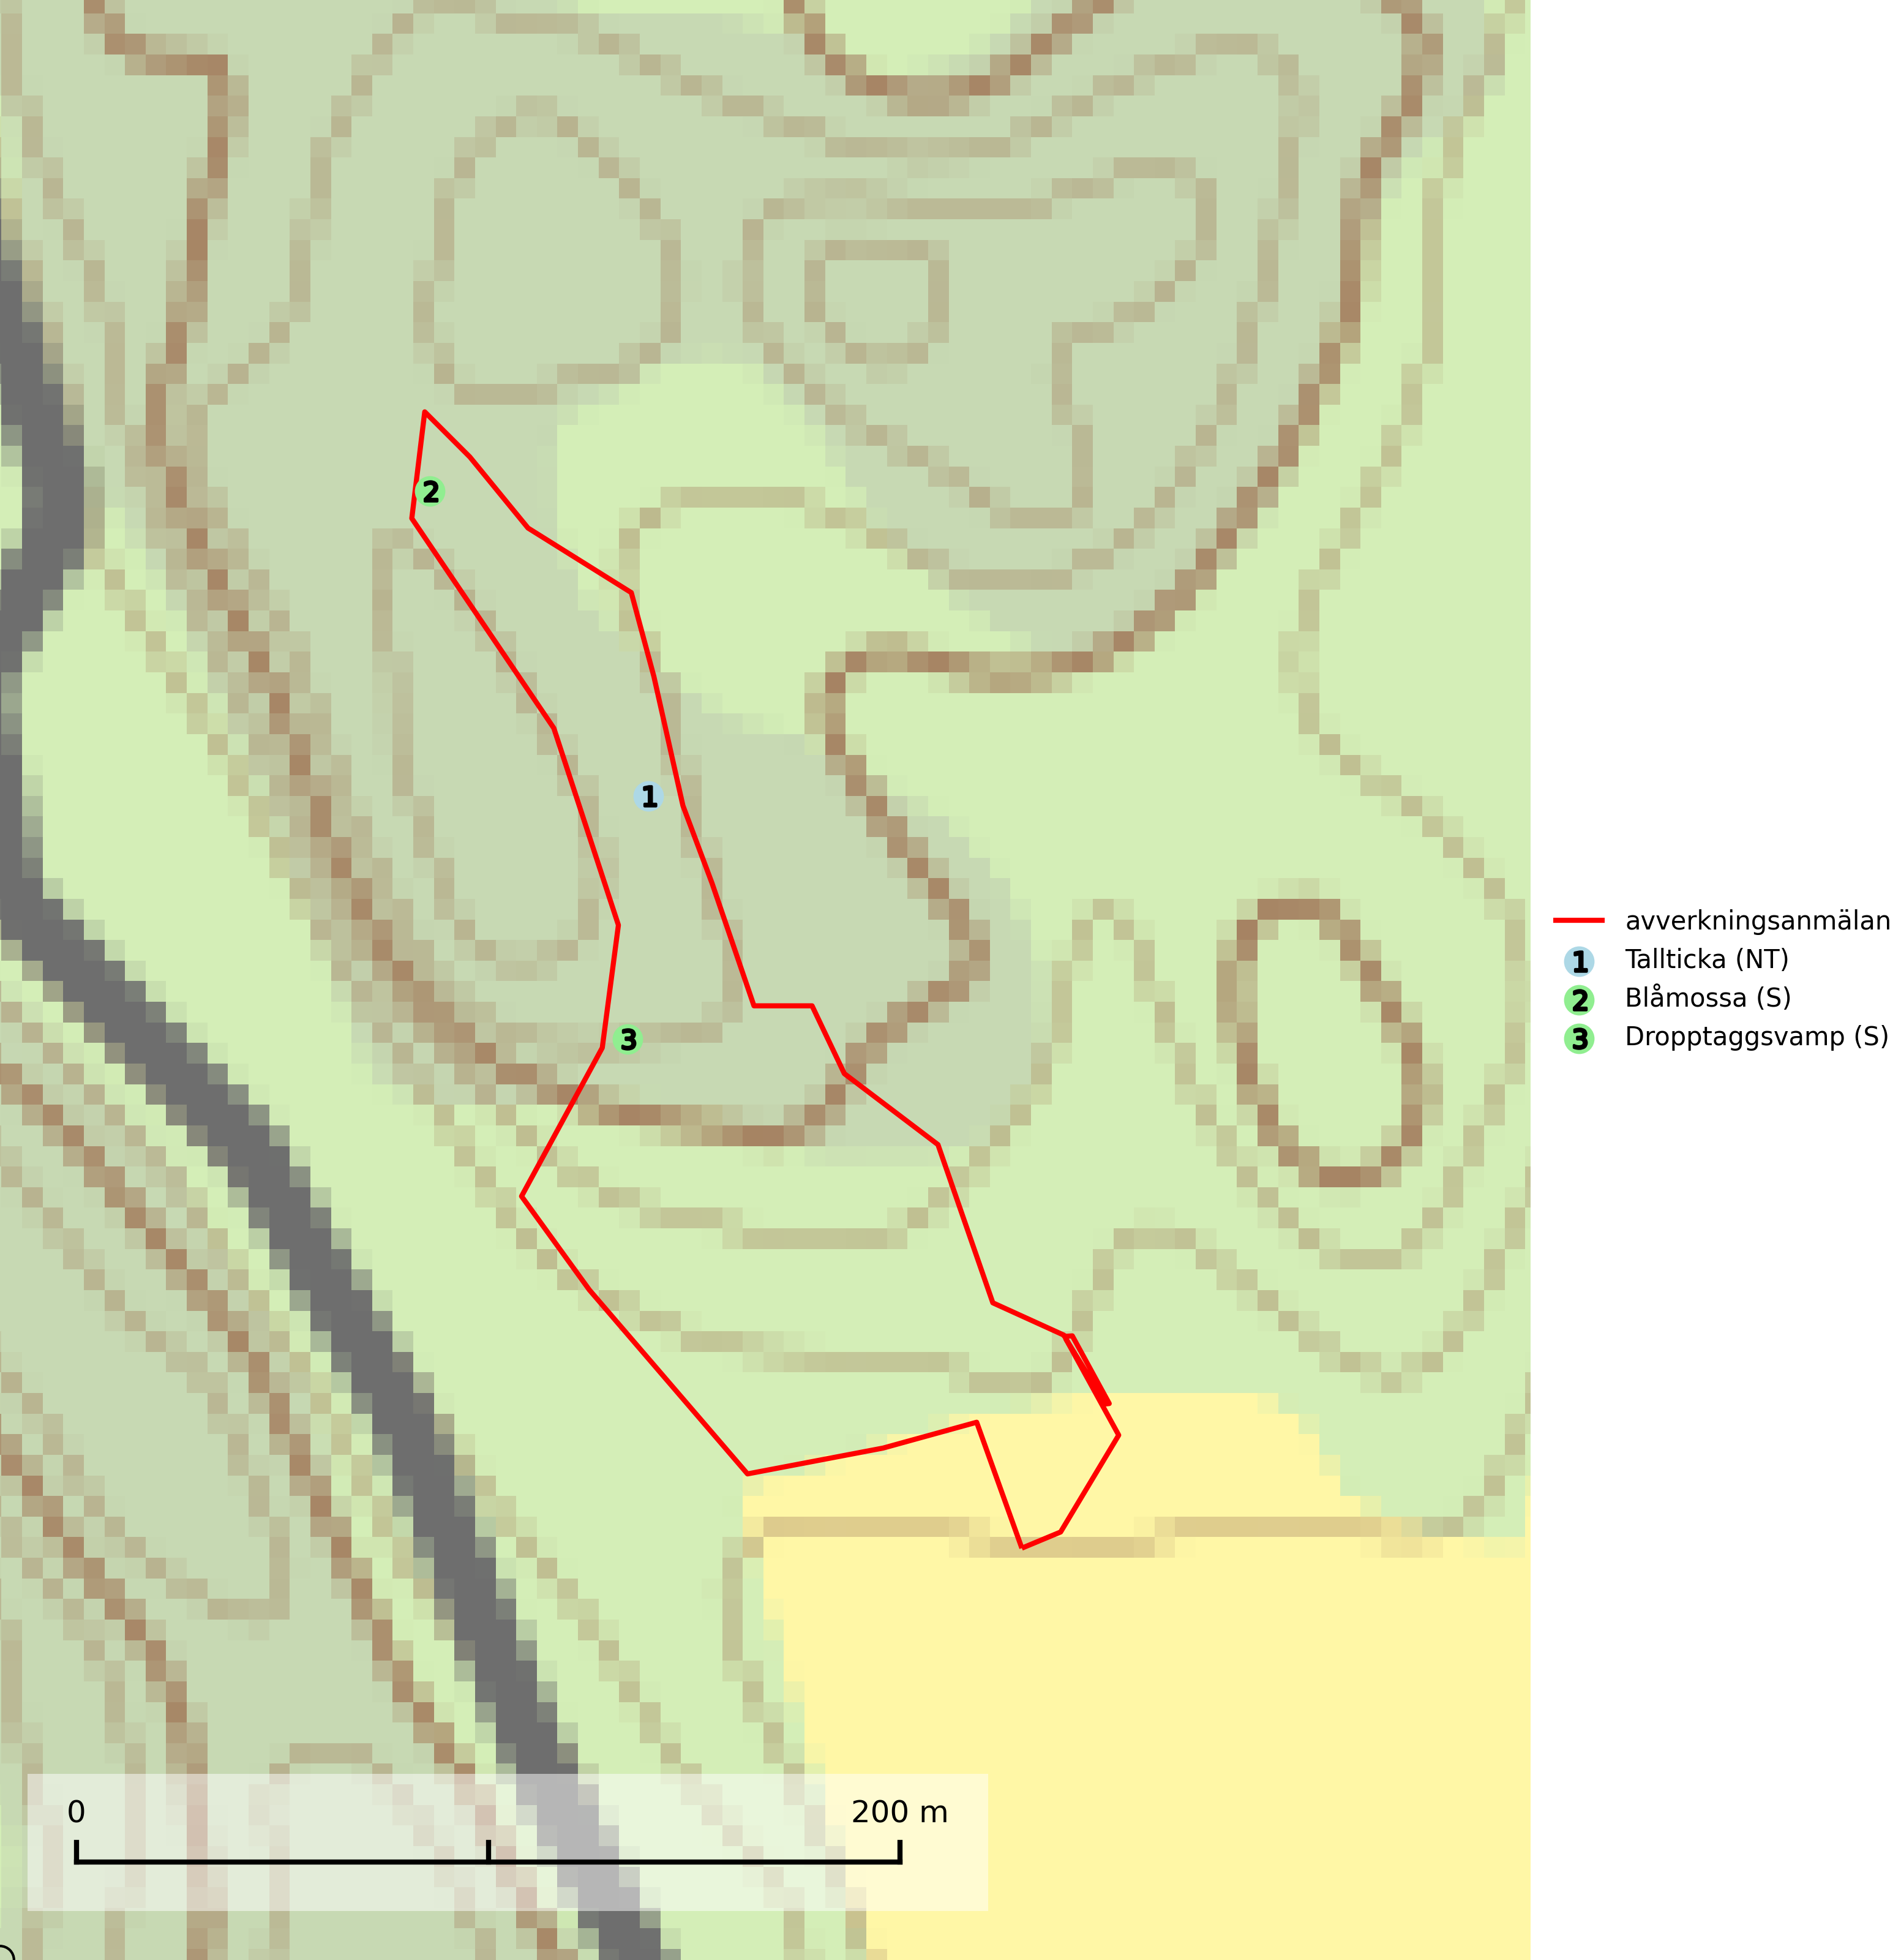 2
1
3
avverkningsanmälan
1 Tallticka (NT)
2 Blåmossa (S)
3 Dropptaggsvamp (S)
0 200 m